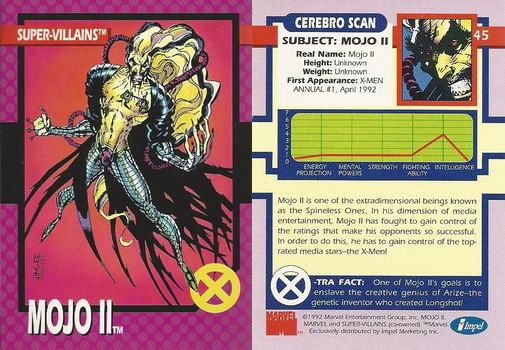 SUPER-VILLAINS™
JIM LEE
MOJO II™
CEREBRO SCAN
45
SUBJECT: MOJO II
Real Name: Mojo II
Height: Unknown
Weight: Unknown
First Appearance: X-MEN
ANNUAL #1, April 1992
7
6
5
4
3
2
1
ENERGY PROJECTION
MENTAL POWERS
STRENGTH
FIGHTING ABILITY
INTELLIGENCE
Mojo II is one of the extradimensional beings known
as the Spineless Ones. In his dimension of media
entertainment, Mojo II has fought to gain control of
the ratings that make his opponents so successful.
In order to do this, he has to gain control of the top-
rated media stars–the X-Men!
X-TRA FACT: One of Mojo II's goals is to
enslave the creative genius of Arize–the
genetic inventor who created Longshot!
MARVEL
©1992 Marvel Entertainment Group, Inc. MOJO II,
MARVEL and SUPER-VILLAINS (co-owned): ™Marvel.
Exclusively distributed by Impel Marketing Inc.
Impel